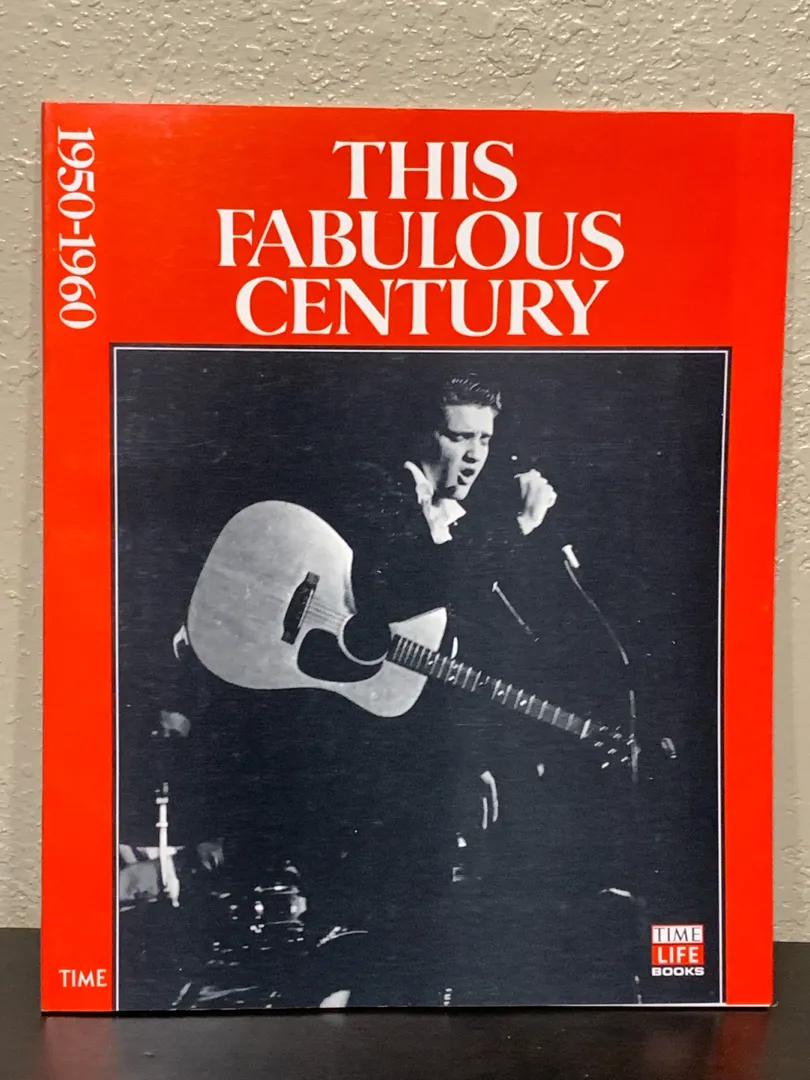 1950-1960
THIS
FABULOUS
CENTURY
TIME
TIME
LIFE
BOOKS